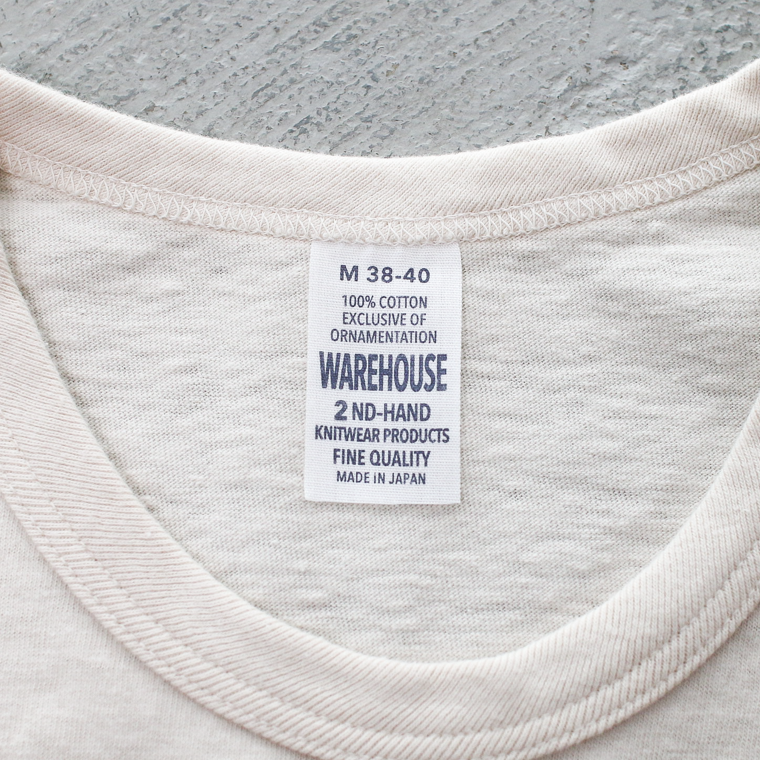 M 38-40
100% COTTON
EXCLUSIVE OF
ORNAMENTATION
WAREHOUSE
2 ND-HAND
KNITWEAR PRODUCTS
FINE QUALITY
MADE iN JAPAN